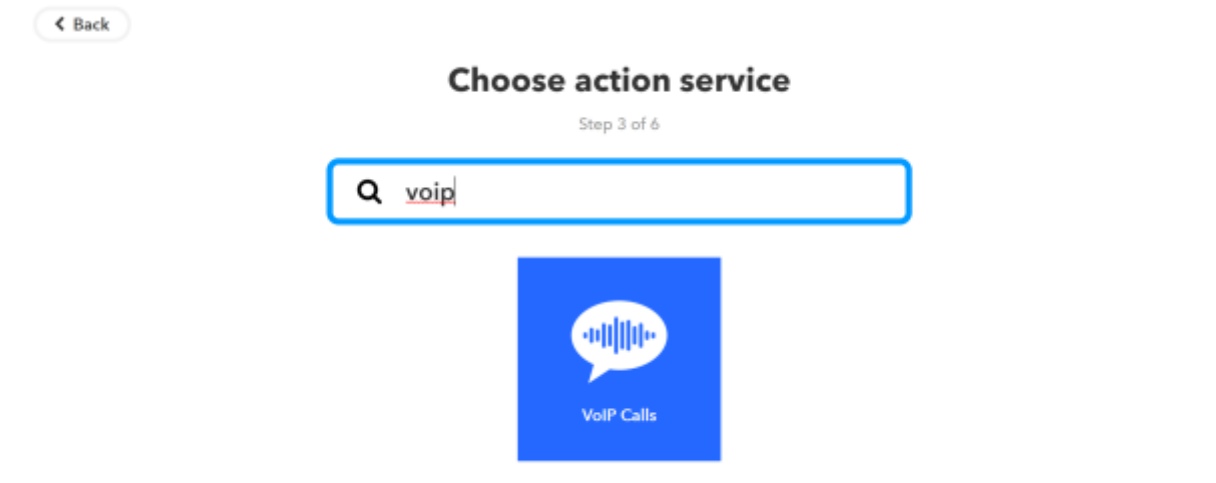 Back
Choose action service
Step 3 of 6
voip
VoIP Calls